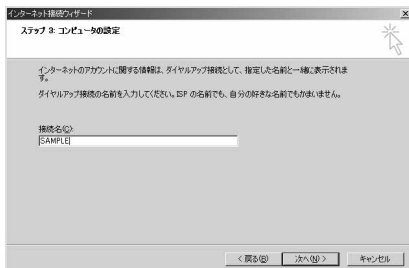 インターネット接続ウィザード
ステップ 3: コンピュータの設定
インターネットのアカウントに関する情報は、ダイヤルアップ接続として、指定した名前と一緒に表示されま
す。
ダイヤルアップ接続の名前を入力してください。ISP の名前でも、自分の好きな名前でもかまいません。
接続名(C):
SAMPLE
< 戻る(B)
次へ(N) >
キャンセル